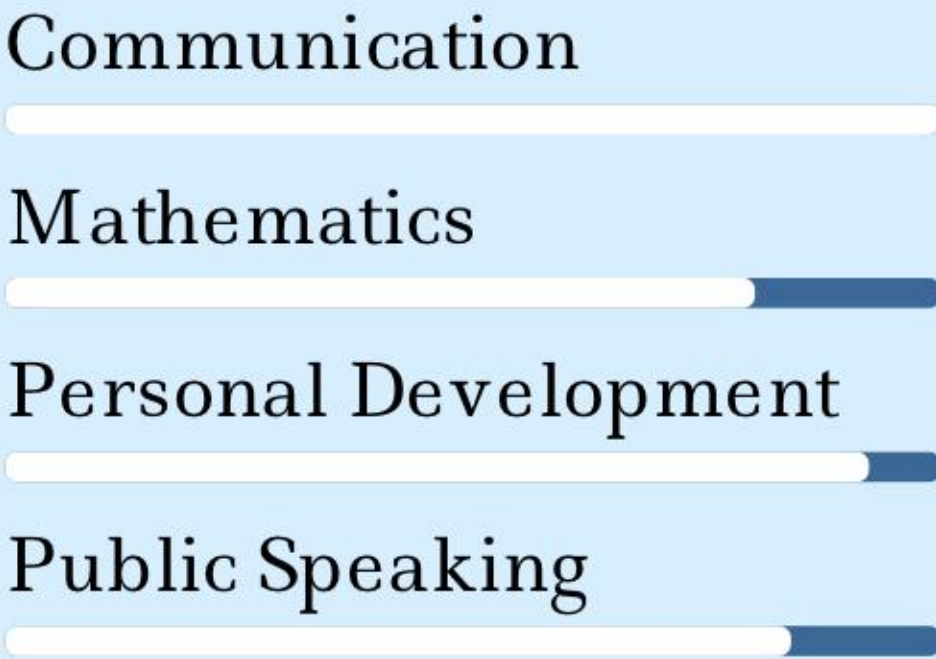 Communication
Mathematics
Personal Development
Public Speaking